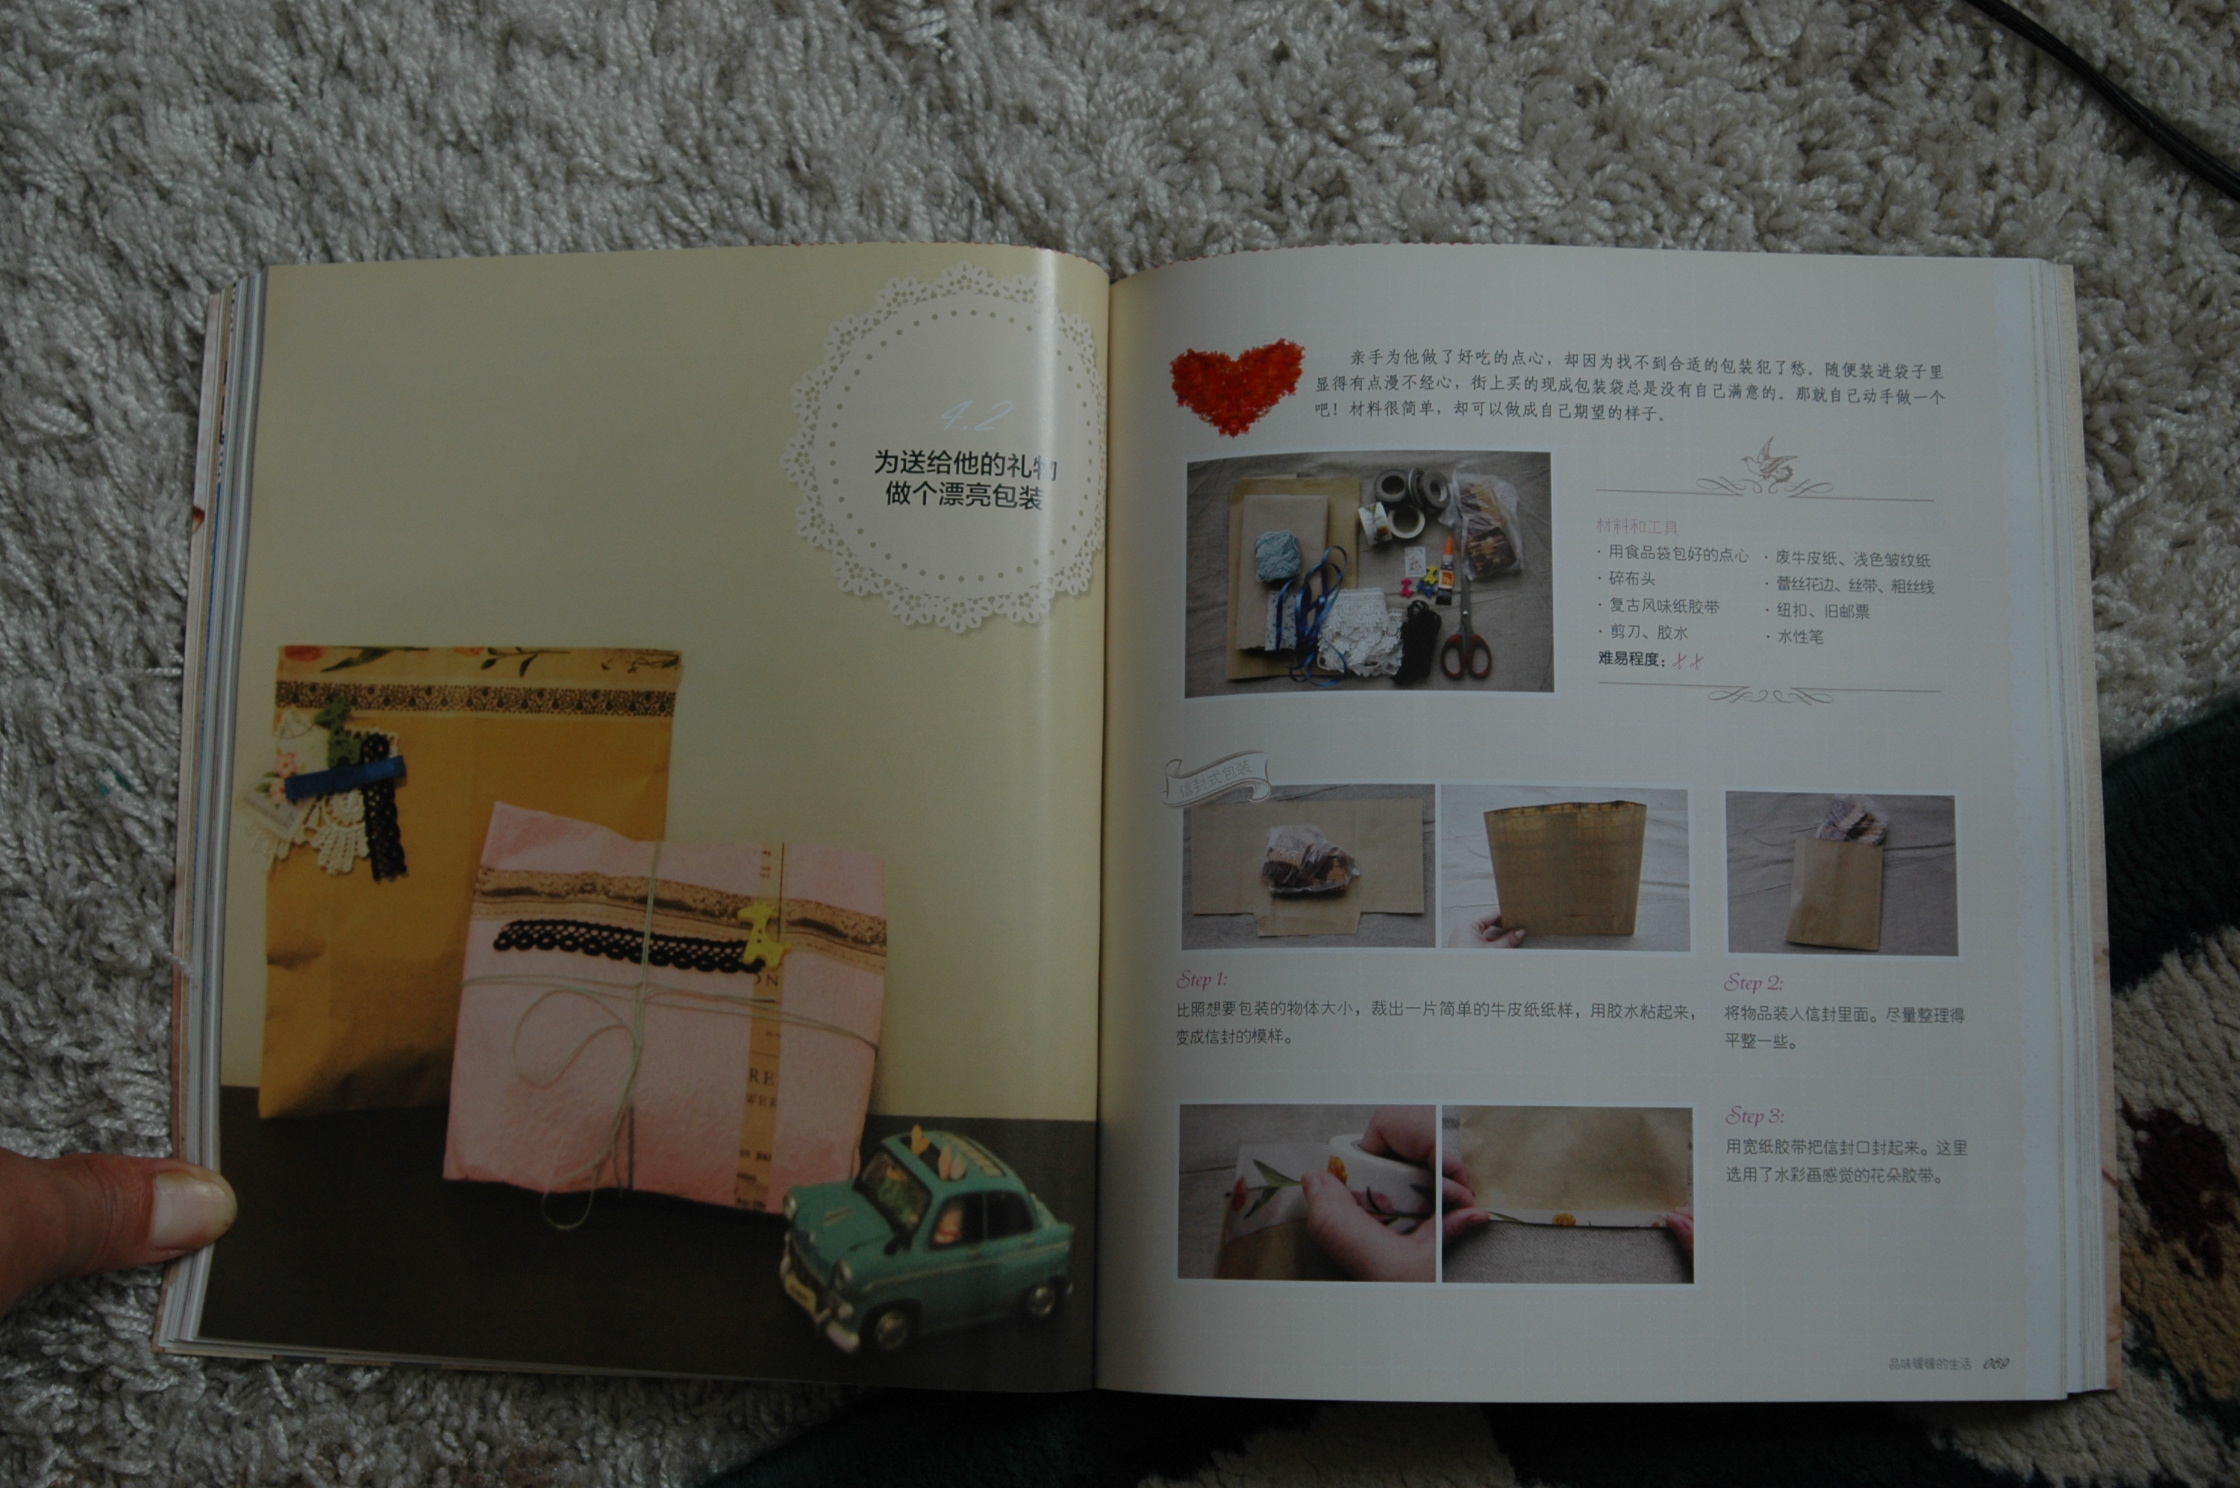 4.2
为送给他的礼物
做个漂亮包装
ON
RE
亲手为他做了好吃的点心，却因为找不到合适的包装犯了愁。随便装进袋子里
显得有点漫不经心，街上买的现成包装袋总是没有自己满意的。那就自己动手做一个
吧！材料很简单，却可以做成自己期望的样子。
材料和工具
· 用食品袋包好的点心
· 碎布头
· 复古风味纸胶带
· 剪刀、胶水
· 废牛皮纸、浅色皱纹纸
· 蕾丝花边、丝带、粗丝线
· 纽扣、旧邮票
· 水性笔
难易程度：
信封式包装
Step 1:
比照想要包装的物体大小，裁出一片简单的牛皮纸纸样，用胶水粘起来，
变成信封的模样。
Step 2:
将物品装入信封里面。尽量整理得
平整一些。
Step 3:
用宽纸胶带把信封口封起来。这里
选用了水彩画感觉的花朵胶带。
品味暖暖的生活 069